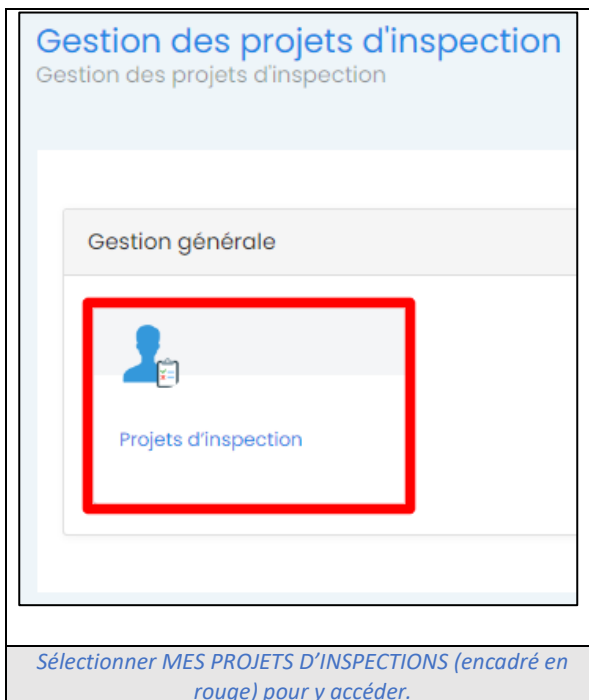 Gestion des projets d'inspection
Gestion des projets d'inspection
Gestion générale
Projets d'inspection
Sélectionner MES PROJETS D'INSPECTIONS (encadré en
rouge) pour y accéder.